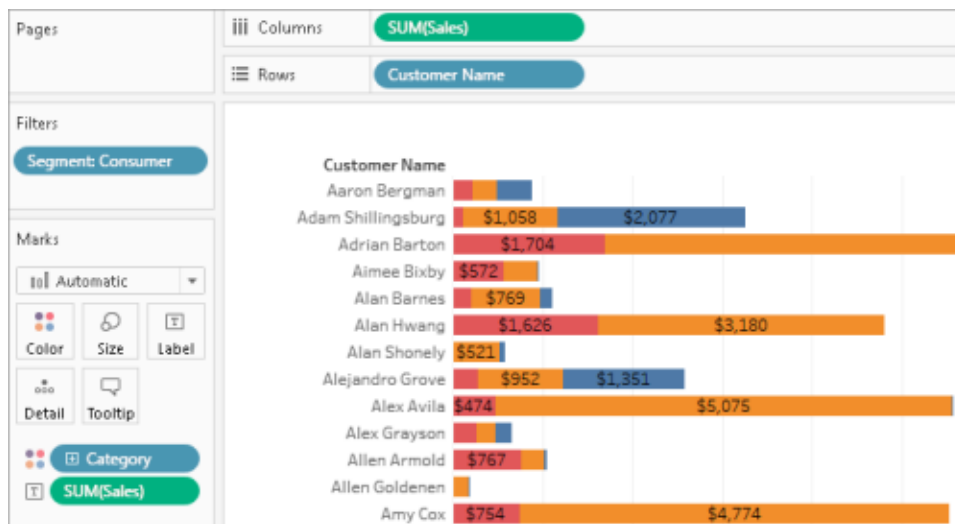 Pages
Columns SUM(Sales)
Rows Customer Name
Filters
Segment: Consumer
Marks
Automatic
Color Size Label
T
Detail Tooltip
Category
T SUM(Sales)
Customer Name
Aaron Bergman
Adam Shillingsburg $1,058 $2,077
Adrian Barton $1,704
Aimee Bixby $572
Alan Barnes $769
Alan Hwang $1,626 $3,180
Alan Shonely $521
Alejandro Grove $952 $1,351
Alex Avila $474 $5,075
Alex Grayson
Allen Armold $767
Allen Goldenen
Amy Cox $754 $4,774